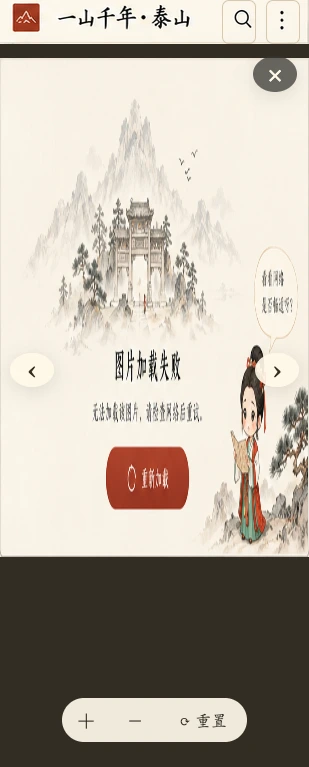 一山千年·泰山
看看网络
是否畅通呀?
图片加载失败
无法加载该图片，请检查网络后重试。
重新加载
重置